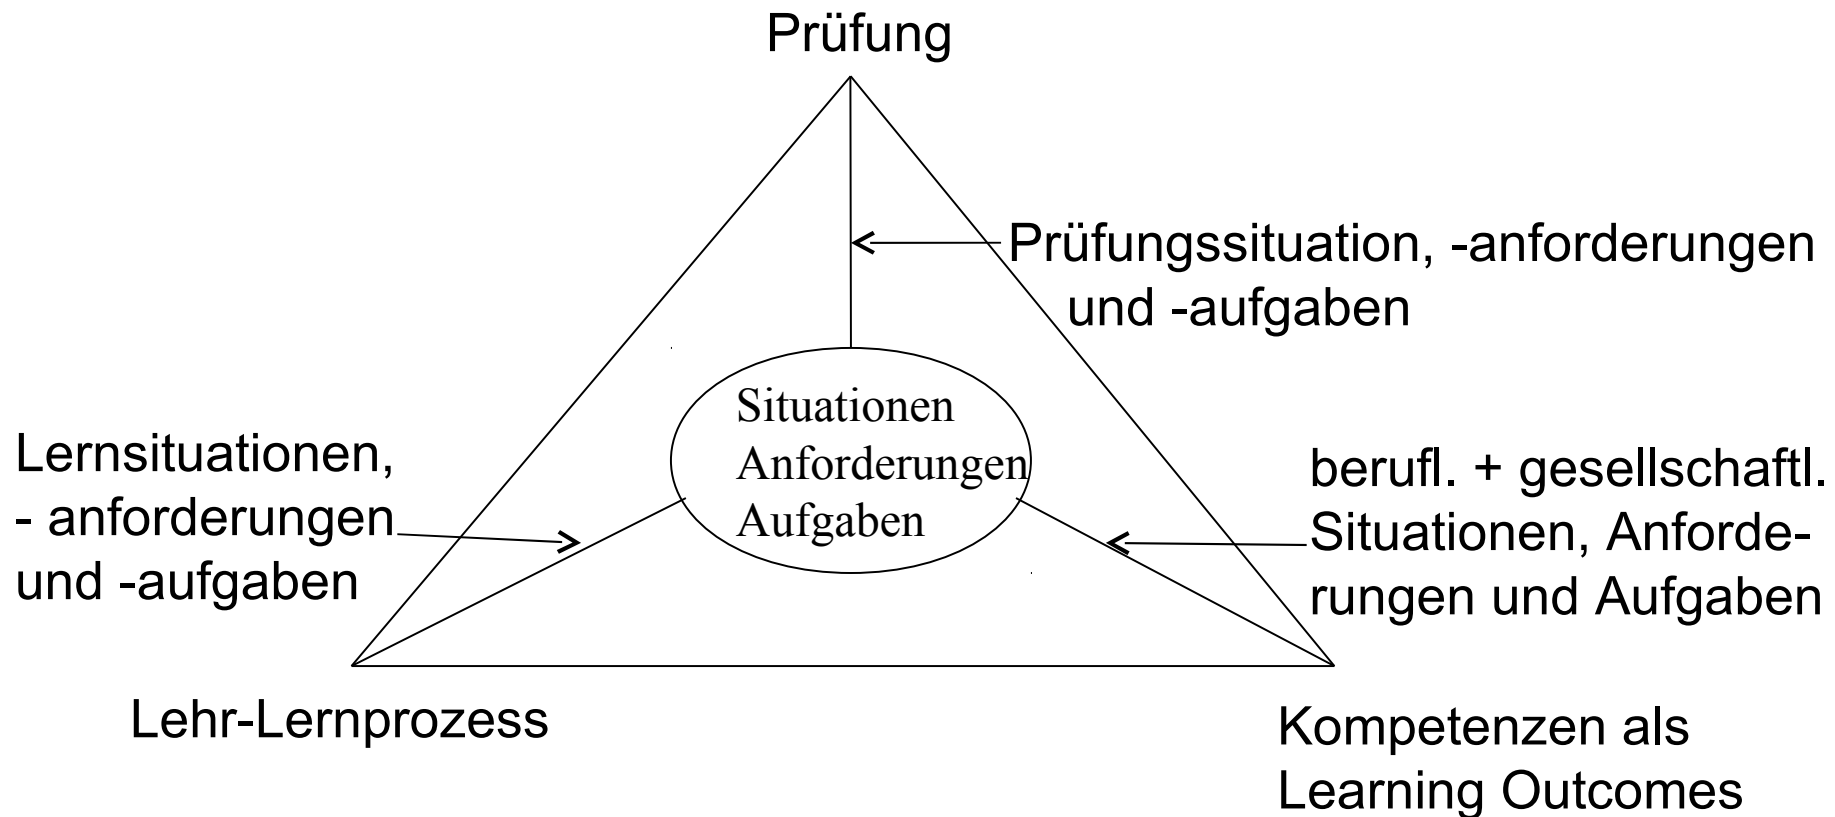 Prüfung
Prüfungssituation, -anforderungen
und -aufgaben
Situationen
Anforderungen
Aufgaben
Lernsituationen,
- anforderungen
und -aufgaben
berufl. + gesellschaftl.
Situationen, Anforde-
rungen und Aufgaben
Lehr-Lernprozess
Kompetenzen als
Learning Outcomes